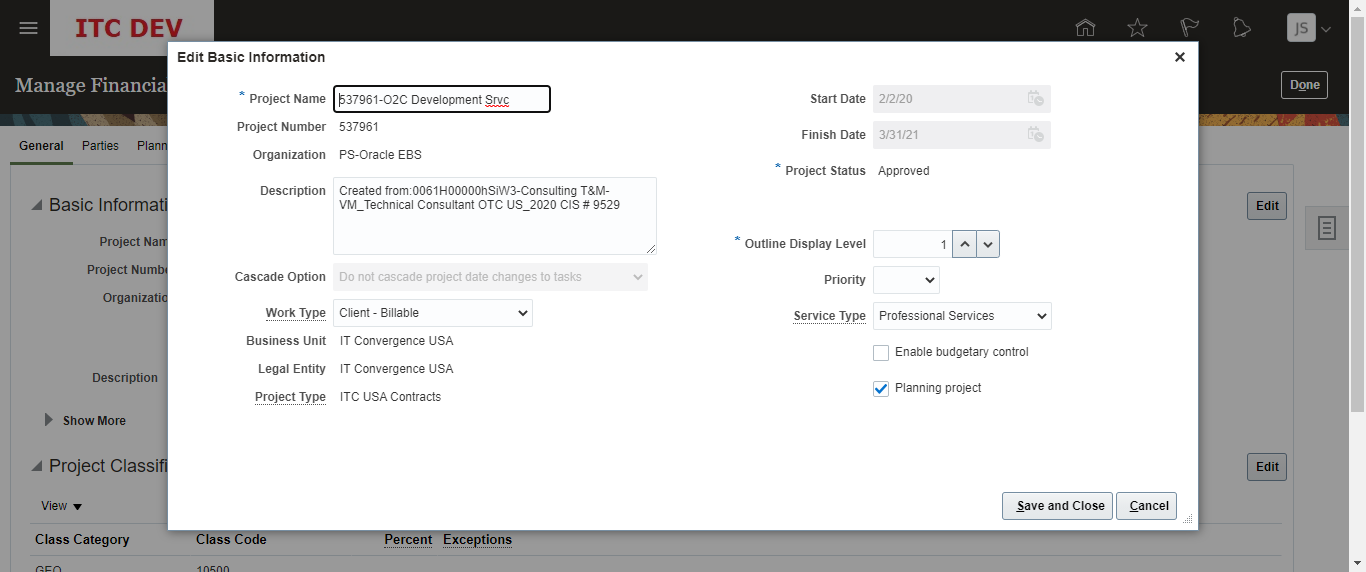 ITC DEV
JS
Manage Financial
Done
General Parties Plann
Basic Informati
Edit
Project Nam
Project Numbe
Organizatio
Description
Show More
Project Classifi
Edit
View
Class Category Class Code Percent Exceptions
GEO 10500
Edit Basic Information
* Project Name 537961-O2C Development Srvc
Project Number 537961
Organization PS-Oracle EBS
Description Created from:0061H00000hSiW3-Consulting T&M-
VM_Technical Consultant OTC US_2020 CIS # 9529
Cascade Option Do not cascade project date changes to tasks
Work Type Client - Billable
Business Unit IT Convergence USA
Legal Entity IT Convergence USA
Project Type ITC USA Contracts
Start Date 2/2/20
Finish Date 3/31/21
* Project Status Approved
* Outline Display Level 1
Priority
Service Type Professional Services
Enable budgetary control
Planning project
Save and Close Cancel